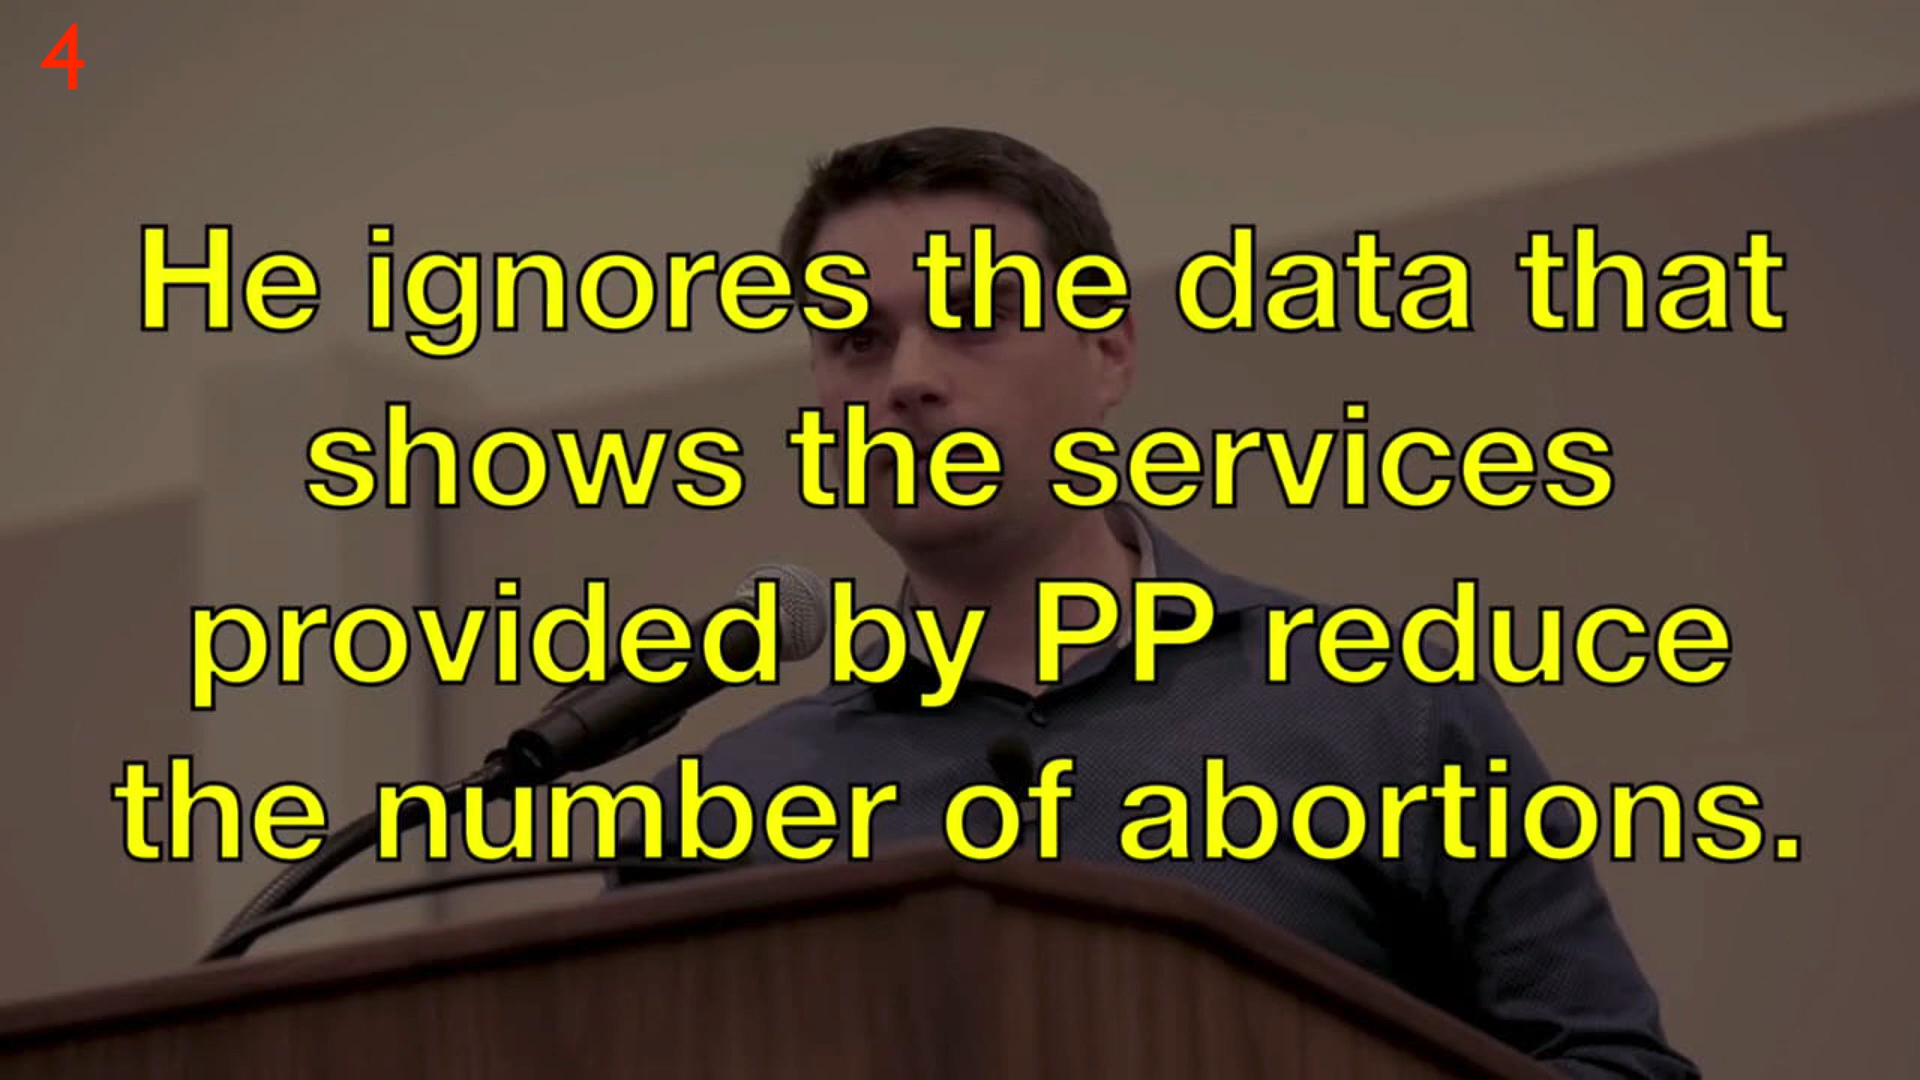 4
He ignores the data that
shows the services
provided by PP reduce
the number of abortions.